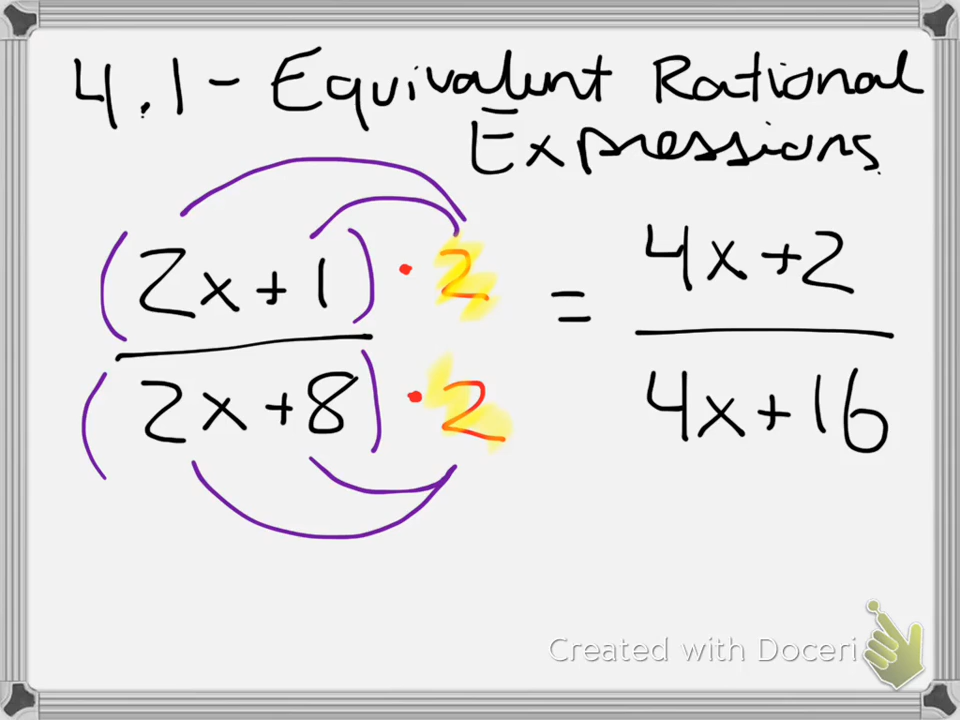 4.1 - Equivalent Rational
Expressions.
(2x+1) · 2 = 4x+2
(2x+8) · 2 4x+16
Created with Doceri